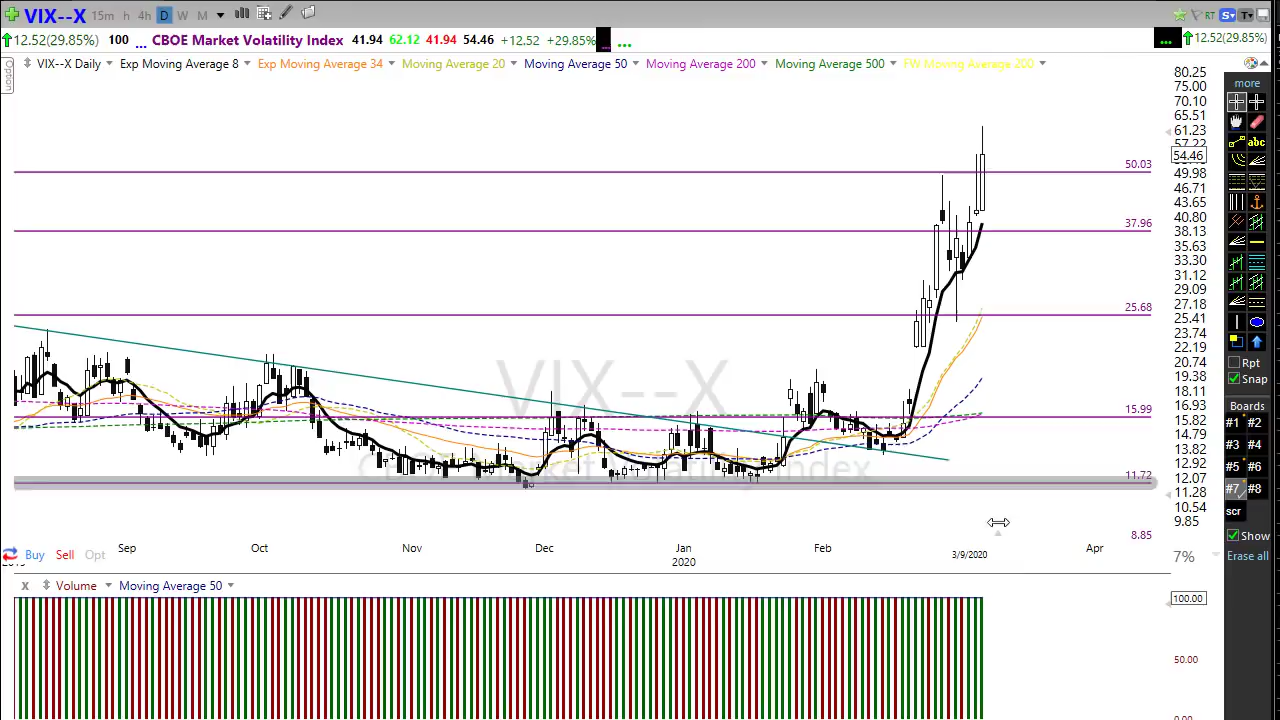 VIX--X 15m h 4h D W M RT S T
12.52(29.85%) 100 ... CBOE Market Volatility Index 41.94 62.12 41.94 54.46 +12.52 +29.85% ... ... 12.52(29.85%)
Option
VIX--X Daily Exp Moving Average 8 Exp Moving Average 34 Moving Average 20 Moving Average 50 Moving Average 200 Moving Average 500 FW Moving Average 200
80.25
75.00
70.10
65.51
61.23
57.22
54.46
49.98
46.71
43.65
40.80
38.13
35.63
33.30
31.12
29.09
27.18
25.41
23.74
22.19
20.74
19.38
18.11
16.93
15.82
14.79
13.82
12.92
12.07
11.28
10.54
9.85
50.03
37.96
25.68
15.99
11.72
8.85
VIX--X
Sep Oct Nov Dec Jan Feb Apr
2020 3/9/2020
Buy Sell Opt 7%
x Volume Moving Average 50
100.00
50.00
more
abc
Rpt
Snap
Boards
#1 #2
#3 #4
#5 #6
#7 #8
scr
Show
Erase all